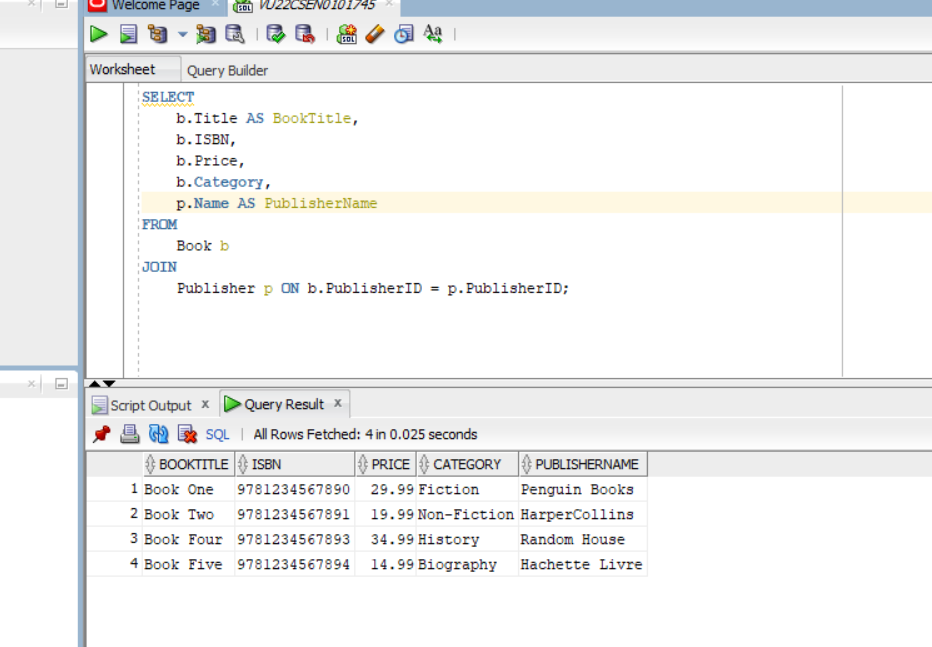 Welcome Page
VU22CSEN0101745
Worksheet Query Builder
SELECT
b.Title AS BookTitle,
b.ISBN,
b.Price,
b.Category,
p.Name AS PublisherName
FROM
Book b
JOIN
Publisher p ON b.PublisherID = p.PublisherID;
Script Output x Query Result x
SQL | All Rows Fetched: 4 in 0.025 seconds
BOOKTITLE ISBN PRICE CATEGORY PUBLISHERNAME
1 Book One 9781234567890 29.99 Fiction Penguin Books
2 Book Two 9781234567891 19.99 Non-Fiction HarperCollins
3 Book Four 9781234567893 34.99 History Random House
4 Book Five 9781234567894 14.99 Biography Hachette Livre